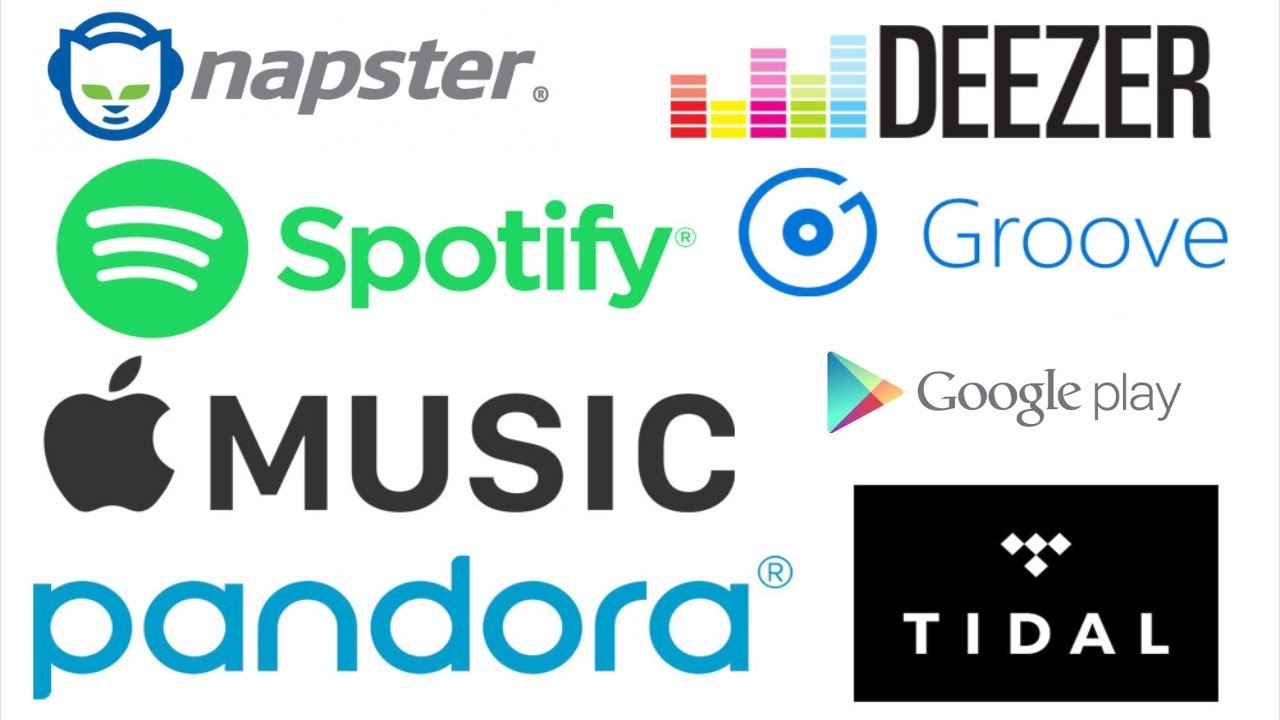 napster®
DEEZER
Spotify®
Groove
MUSIC
Google play
pandora®
TIDAL